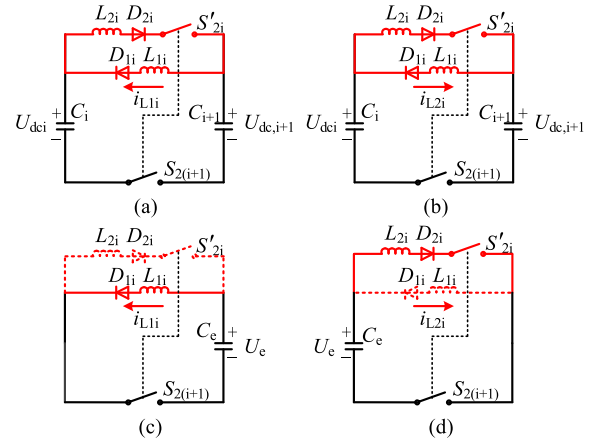 L2i D2i S′2i
D1i L1i
iL1i
+ Ci Ci+1 +
Udci Udc,i+1
− −
S2(i+1)
(a)
L2i D2i S′2i
D1i L1i
iL2i
+ Ci Ci+1 +
Udci Udc,i+1
− −
S2(i+1)
(b)
L2i D2i S′2i
D1i L1i
iL1i
Ce +
Ue
−
S2(i+1)
(c)
L2i D2i S′2i
D1i L1i
iL2i
+ Ce
Ue
−
S2(i+1)
(d)